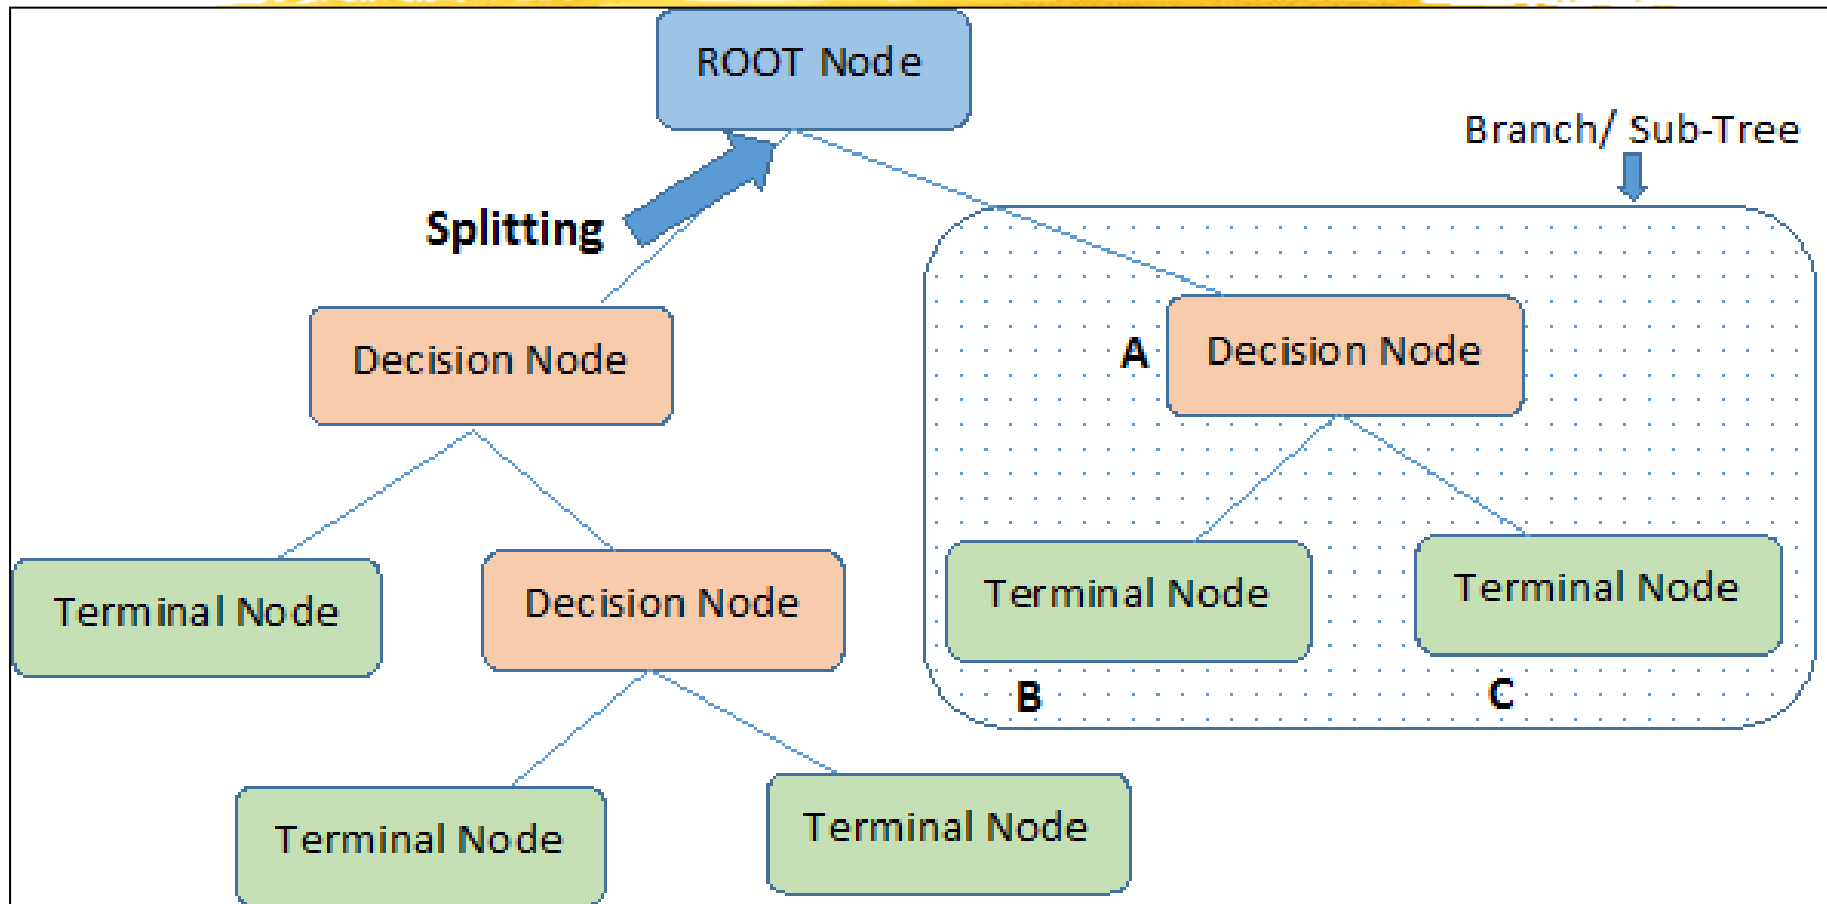 ROOT Node
Branch/ Sub-Tree
Splitting
Decision Node
A
Decision Node
Terminal Node
Decision Node
Terminal Node
Terminal Node
B
C
Terminal Node
Terminal Node